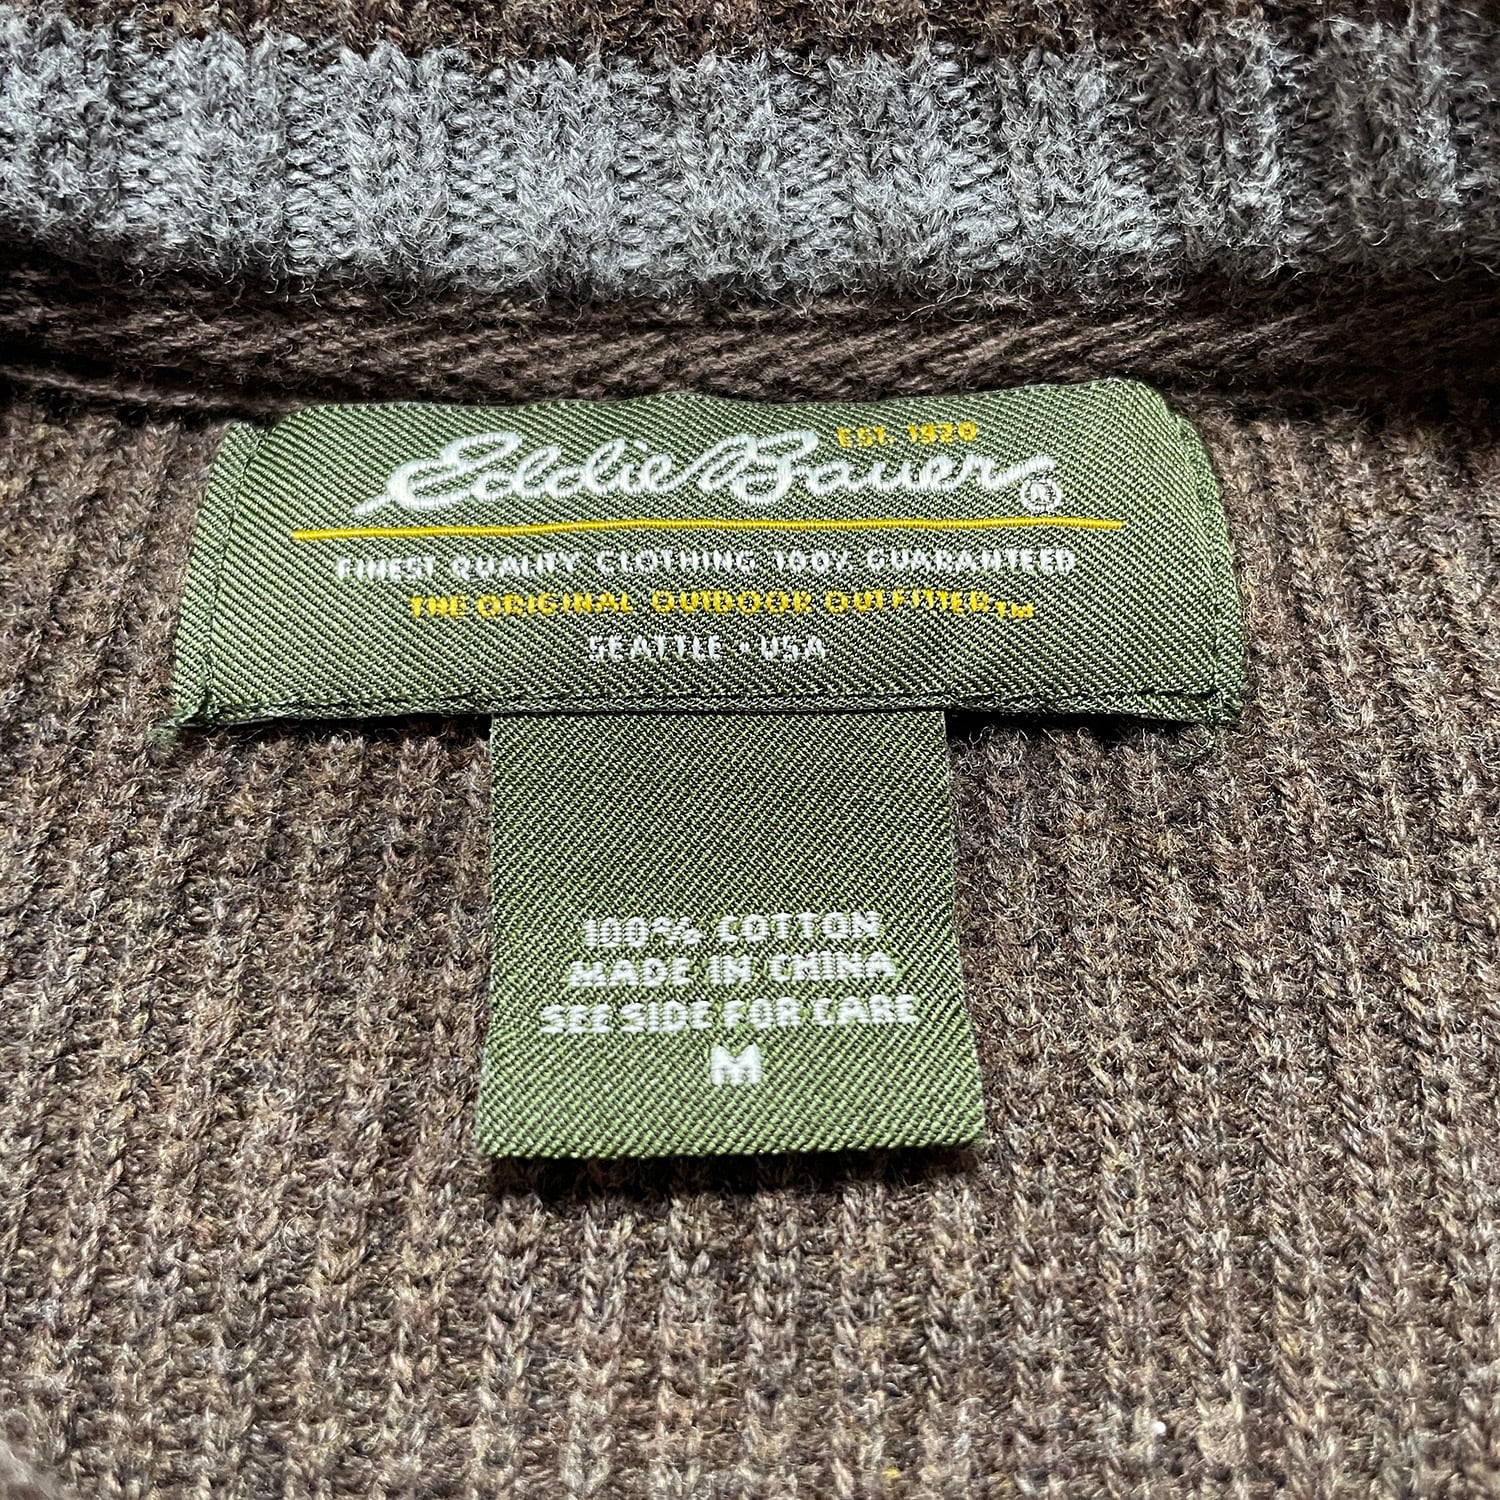 EST. 1920
Eddie Bauer®
FINEST QUALITY CLOTHING 100% GUARANTEED
THE ORIGINAL OUTDOOR OUTFITTER™
SEATTLE • USA
100% COTTON
MADE IN CHINA
SEE SIDE FOR CARE
M